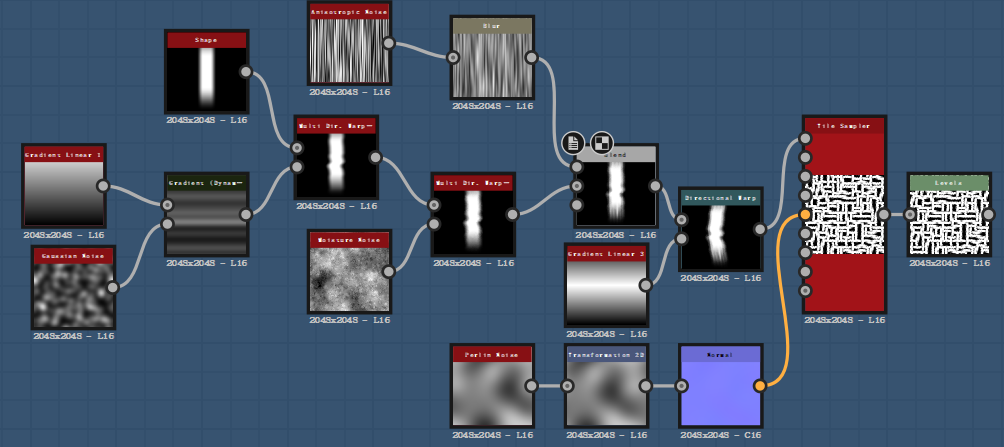 Anisotropic Noise
2048x2048 - L16
Blur
2048x2048 - L16
Shape
2048x2048 - L16
Multi Dir. Warp
2048x2048 - L16
Gradient Linear 1
2048x2048 - L16
Gradient (Dynam
2048x2048 - L16
Gaussian Noise
2048x2048 - L16
Multi Dir. Warp
2048x2048 - L16
Moisture Noise
2048x2048 - L16
Blend
2048x2048 - L16
Directional Warp
2048x2048 - L16
Gradient Linear 3
2048x2048 - L16
Tile Sampler
2048x2048 - L16
Levels
2048x2048 - L16
Perlin Noise
2048x2048 - L16
Transformation 2D
2048x2048 - L16
Normal
2048x2048 - C16